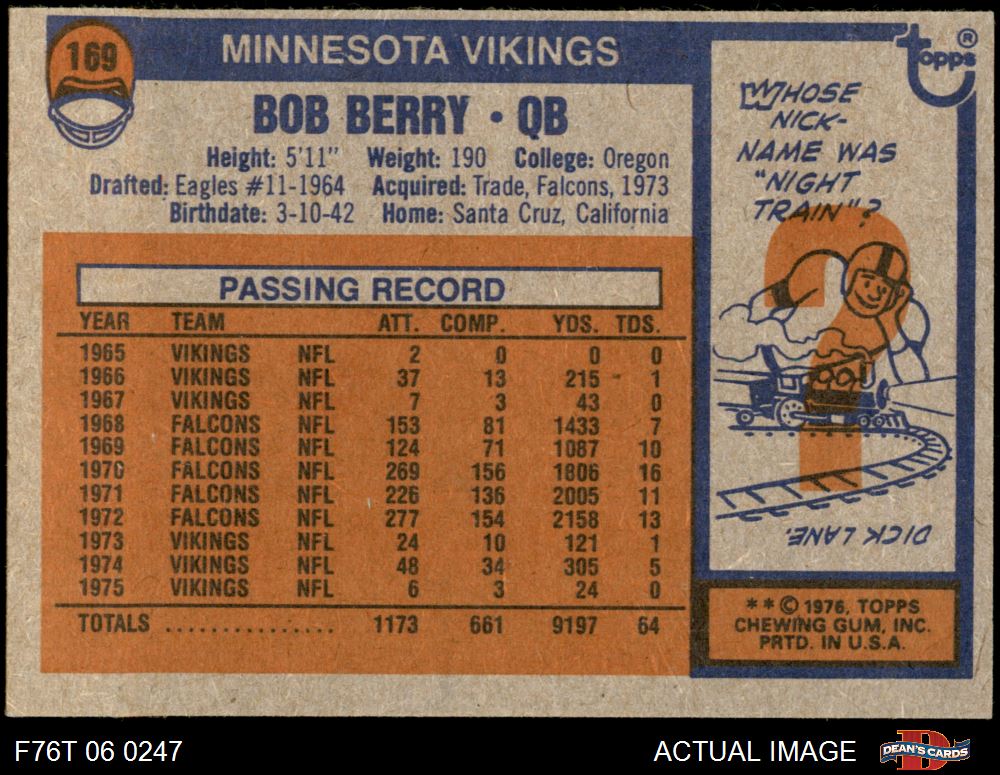 169
MINNESOTA VIKINGS
BOB BERRY • QB
Height: 5'11" Weight: 190 College: Oregon
Drafted: Eagles #11-1964 Acquired: Trade, Falcons, 1973
Birthdate: 3-10-42 Home: Santa Cruz, California
PASSING RECORD
YEAR TEAM ATT. COMP. YDS. TDS.
1965 VIKINGS NFL 2 0 0 0
1966 VIKINGS NFL 37 13 215 1
1967 VIKINGS NFL 7 3 43 0
1968 FALCONS NFL 153 81 1433 7
1969 FALCONS NFL 124 71 1087 10
1970 FALCONS NFL 269 156 1806 16
1971 FALCONS NFL 226 136 2005 11
1972 FALCONS NFL 277 154 2158 13
1973 VIKINGS NFL 24 10 121 1
1974 VIKINGS NFL 48 34 305 5
1975 VIKINGS NFL 6 3 24 0
TOTALS ................ 1173 661 9197 64
topps ®
WHOSE
NICK-
NAME WAS
"NIGHT
TRAIN"?
?
DICK LANE.
* * © 1976, TOPPS
CHEWING GUM, INC.
PRTD. IN U.S.A.
F76T 06 0247
ACTUAL IMAGE
D
DEAN'S CARDS